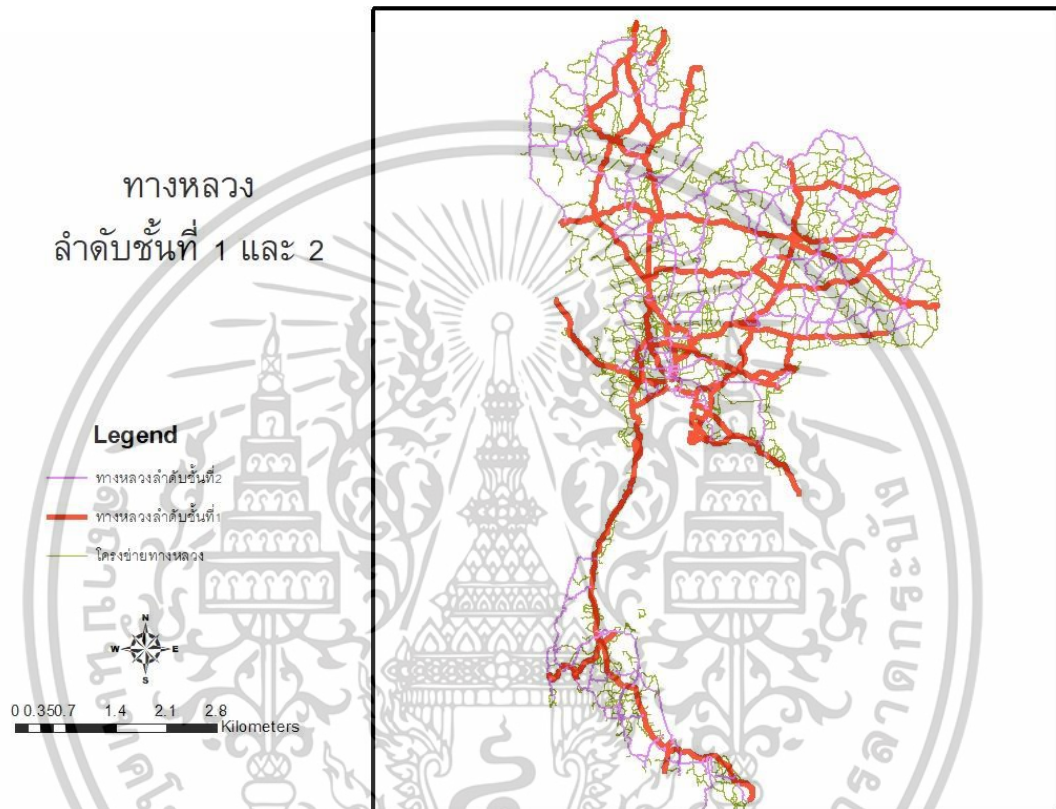 ทางหลวง
ลำดับชั้นที่ 1 และ 2
Legend
ทางหลวงลำดับชั้นที่2
ทางหลวงลำดับชั้นที่1
โครงข่ายทางหลวง
N
W E
S
0 0.350.7 1.4 2.1 2.8
Kilometers